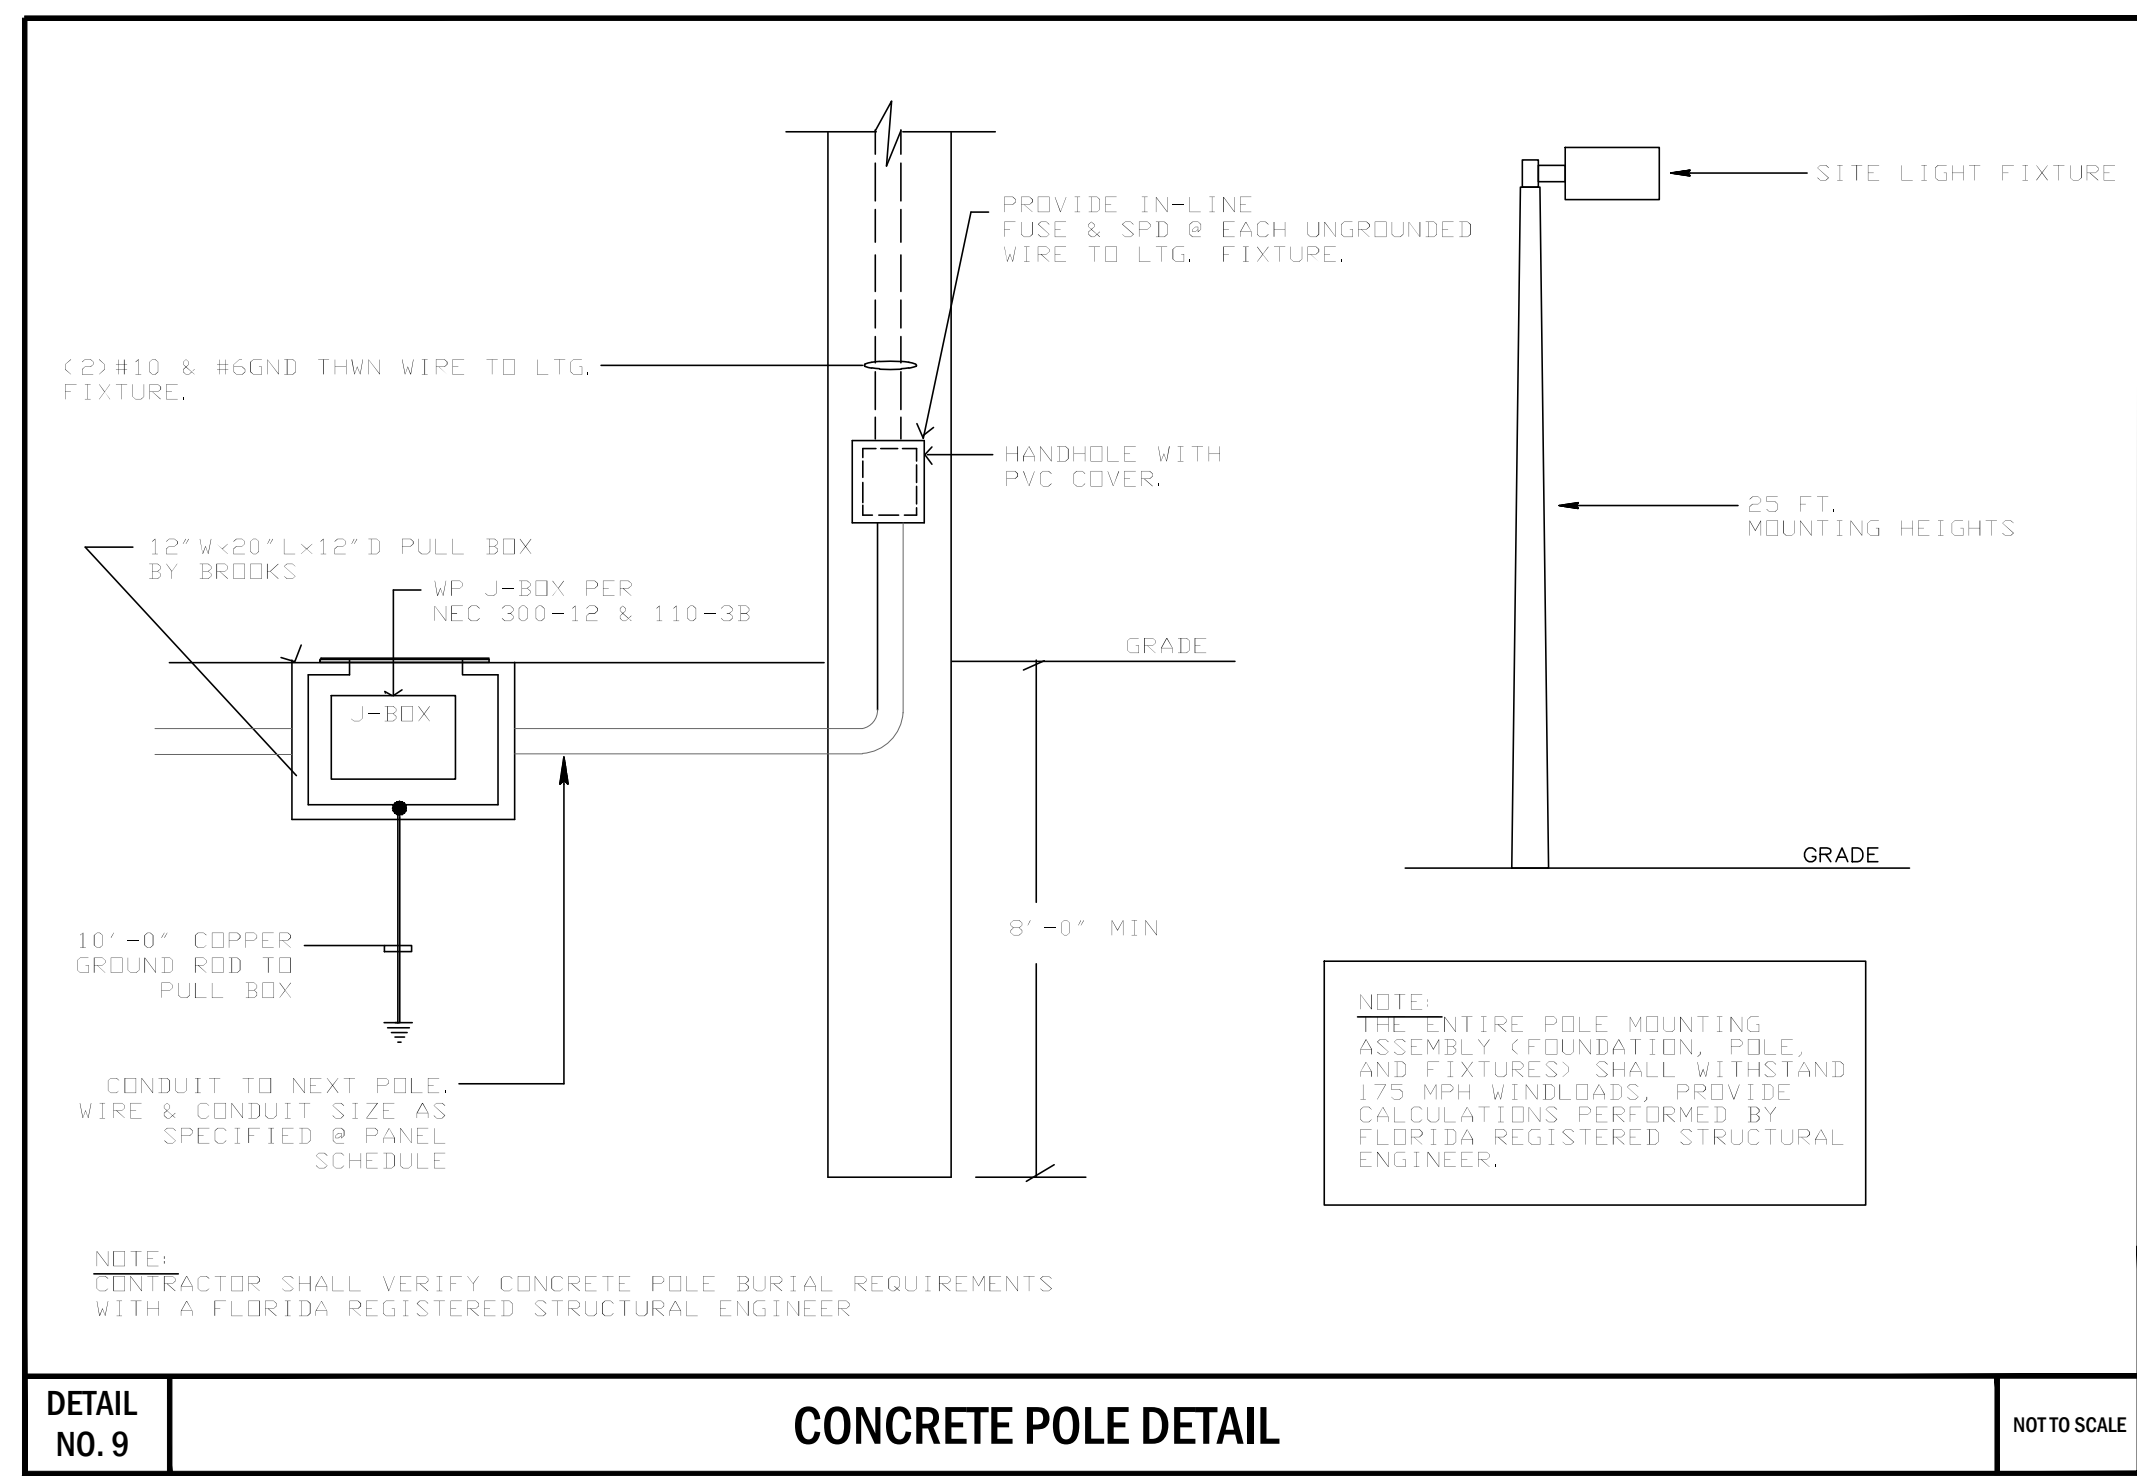 SITE LIGHT FIXTURE
PROVIDE IN-LINE
FUSE & SPD @ EACH UNGROUNDED
WIRE TO LTG. FIXTURE.
(2)#10 & #6GND THWN WIRE TO LTG.
FIXTURE.
HANDHOLE WITH
PVC COVER.
25 FT.
MOUNTING HEIGHTS
12"W×20"L×12"D PULL BOX
BY BROOKS
WP J-BOX PER
NEC 300-12 & 110-3B
GRADE
J-BOX
GRADE
8'-0" MIN
10'-0" COPPER
GROUND ROD TO
PULL BOX
CONDUIT TO NEXT POLE.
WIRE & CONDUIT SIZE AS
SPECIFIED @ PANEL
SCHEDULE
NOTE:
THE ENTIRE POLE MOUNTING
ASSEMBLY (FOUNDATION, POLE,
AND FIXTURES) SHALL WITHSTAND
175 MPH WINDLOADS, PROVIDE
CALCULATIONS PERFORMED BY
FLORIDA REGISTERED STRUCTURAL
ENGINEER.
NOTE:
CONTRACTOR SHALL VERIFY CONCRETE POLE BURIAL REQUIREMENTS
WITH A FLORIDA REGISTERED STRUCTURAL ENGINEER
DETAIL
NO. 9
CONCRETE POLE DETAIL
NOT TO SCALE